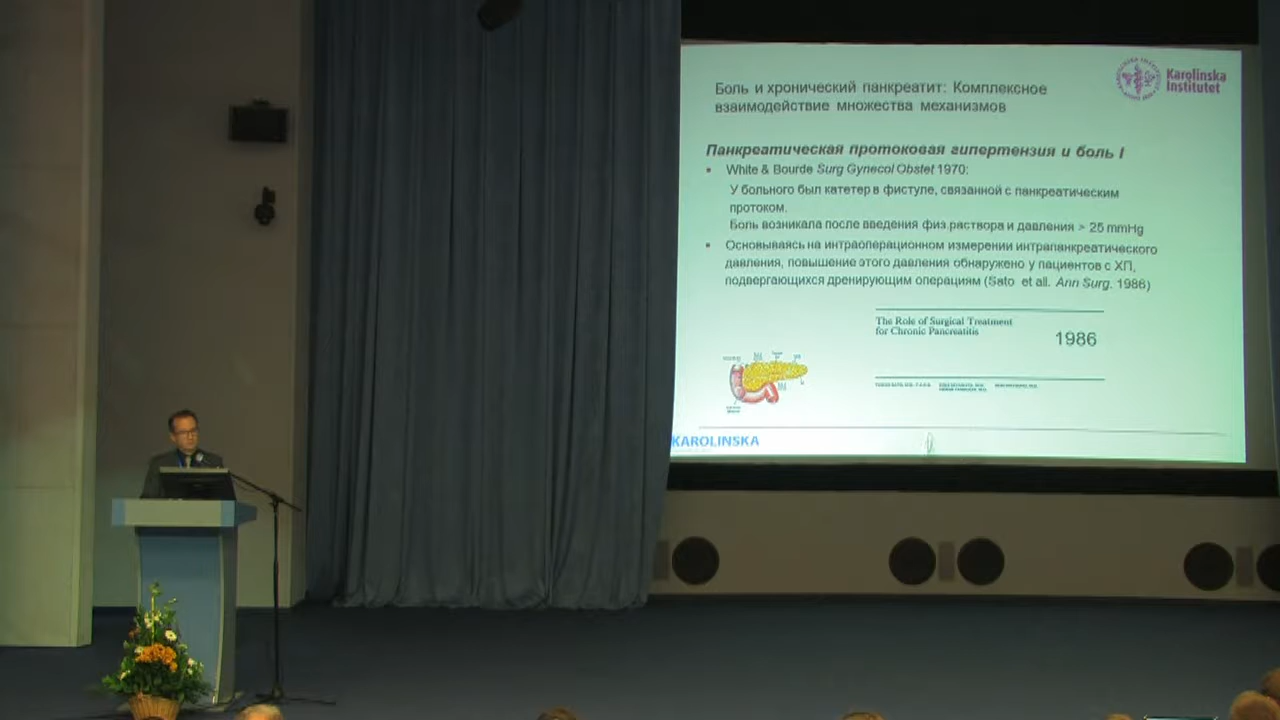 Karolinska
Institutet
Боль и хронический панкреатит: Комплексное
взаимодействие множества механизмов
Панкреатическая протоковая гипертензия и боль I
▪ White & Bourde Surg Gynecol Obstet 1970:
У больного был катетер в фистуле, связанной с панкреатическим
протоком.
Боль возникала после введения физ.раствора и давления > 25 mmHg
▪ Основываясь на интраоперационном измерении интрапанкреатического
давления, повышение этого давления обнаружено у пациентов с ХП,
подвергающихся дренирующим операциям (Sato et all. Ann Surg. 1986)
The Role of Surgical Treatment
for Chronic Pancreatitis
1986
KAROLINSKA